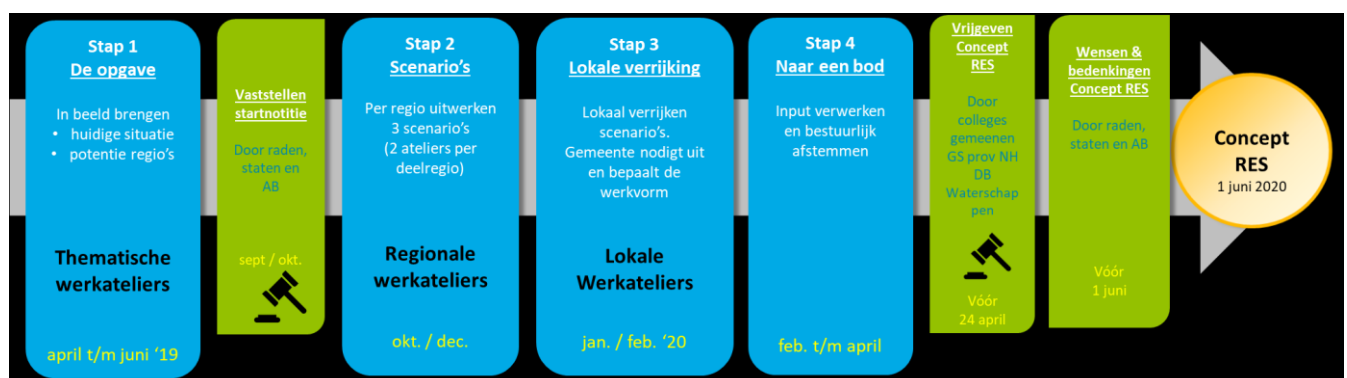 Stap 1
De opgave
In beeld brengen
• huidige situatie
• potentie regio's
Thematische
werkateliers
april t/m juni ‘19
Vaststellen
startnotitie
Door raden,
staten en
AB
sept / okt.
Stap 2
Scenario’s
Per regio uitwerken
3 scenario’s
(2 ateliers per
deelregio)
Regionale
werkateliers
okt. / dec.
Stap 3
Lokale verrijking
Lokaal verrijken
scenario’s.
Gemeente nodigt uit
en bepaalt de
werkvorm
Lokale
Werkateliers
jan. / feb. ‘20
Stap 4
Naar een bod
Input verwerken
en bestuurlijk
afstemmen
feb. t/m april
Vrijgeven
Concept
RES
Door
colleges
gemeenen
GS prov NH
DB
Waterschap
pen
Vóór
24 april
Wensen &
bedenkingen
Concept RES
Door raden,
staten en AB
Vóór
1 juni
Concept
RES
1 juni 2020